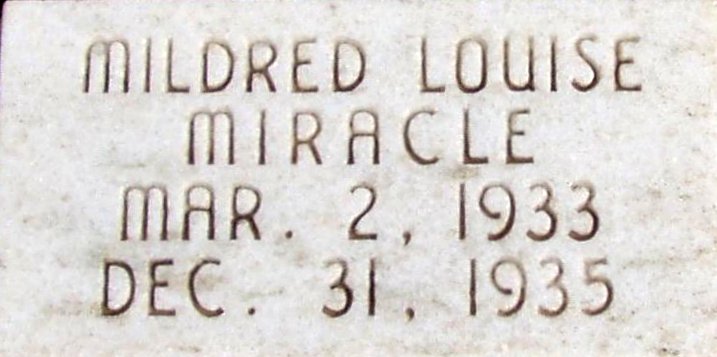 MILDRED LOUISE
MIRACLE
MAR. 2, 1933
DEC. 31, 1935